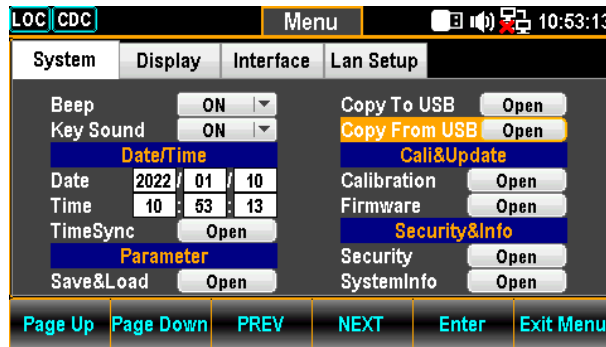 LOC CDC Menu 10:53:13
System Display Interface Lan Setup
Beep ON Copy To USB Open
Key Sound ON Copy From USB Open
Date/Time Cali&Update
Date 2022 / 01 / 10 Calibration Open
Time 10 : 53 : 13 Firmware Open
TimeSync Open Security&Info
Parameter Security Open
Save&Load Open SystemInfo Open
Page Up Page Down PREV NEXT Enter Exit Menu